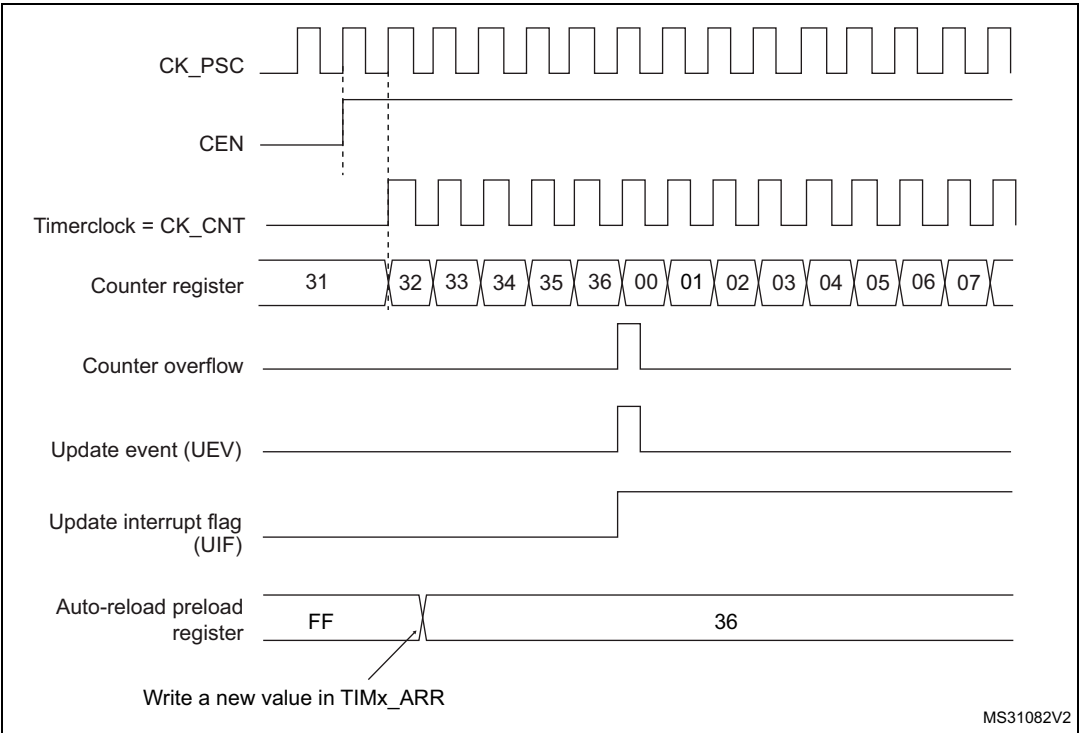 CK_PSC
CEN
Timerclock = CK_CNT
Counter register
31 32 33 34 35 36 00 01 02 03 04 05 06 07
Counter overflow
Update event (UEV)
Update interrupt flag
(UIF)
Auto-reload preload
register
FF 36
Write a new value in TIMx_ARR
MS31082V2